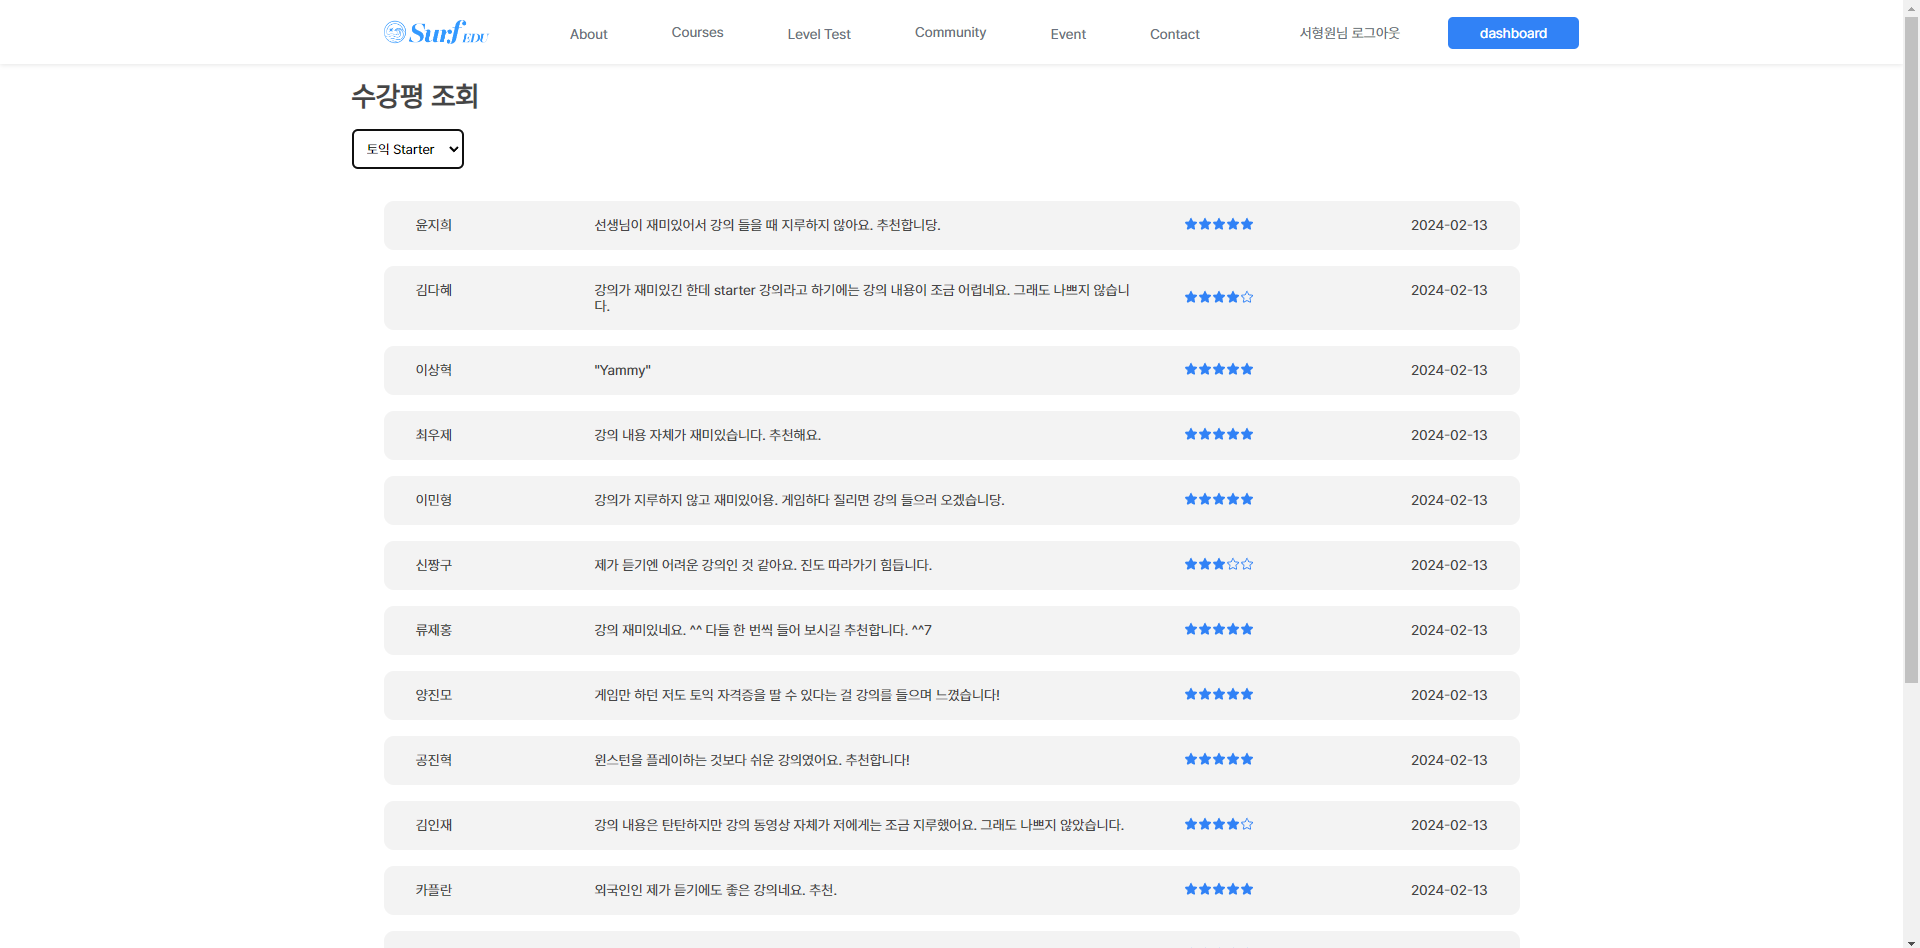 Surf EDU
About
Courses
Level Test
Community
Event
Contact
서형원님 로그아웃
dashboard
수강평 조회
토익 Starter
윤지희
선생님이 재미있어서 강의 들을 때 지루하지 않아요. 추천합니당.
2024-02-13
김다혜
강의가 재미있긴 한데 starter 강의라고 하기에는 강의 내용이 조금 어렵네요. 그래도 나쁘지 않습니
다.
2024-02-13
이상혁
"Yammy"
2024-02-13
최우제
강의 내용 자체가 재미있습니다. 추천해요.
2024-02-13
이민형
강의가 지루하지 않고 재미있어용. 게임하다 질리면 강의 들으러 오겠습니당.
2024-02-13
신짱구
제가 듣기엔 어려운 강의인 것 같아요. 진도 따라가기 힘듭니다.
2024-02-13
류제홍
강의 재미있네요. ^^ 다들 한 번씩 들어 보시길 추천합니다. ^^7
2024-02-13
양진모
게임만 하던 저도 토익 자격증을 딸 수 있다는 걸 강의를 들으며 느꼈습니다!
2024-02-13
공진혁
윈스턴을 플레이하는 것보다 쉬운 강의였어요. 추천합니다!
2024-02-13
김인재
강의 내용은 탄탄하지만 강의 동영상 자체가 저에게는 조금 지루했어요. 그래도 나쁘지 않았습니다.
2024-02-13
카플란
외국인인 제가 듣기에도 좋은 강의네요. 추천.
2024-02-13